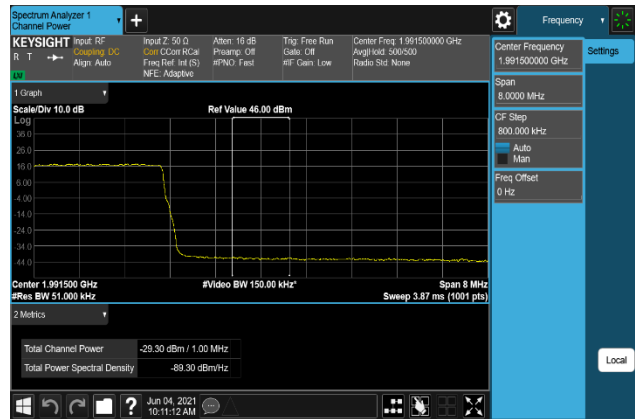 Spectrum Analyzer 1
Channel Power
+
Frequency
KEYSIGHT
R T
LXI
Input: RF
Coupling: DC
Align: Auto
Input Z: 50 Ω
Corr CCorr RCal
Freq Ref: Int (S)
NFE: Adaptive
Atten: 16 dB
Preamp: Off
#PNO: Fast
Trig: Free Run
Gate: Off
#IF Gain: Low
Center Freq: 1.991500000 GHz
Avg|Hold: 500/500
Radio Std: None
Center Frequency
1.991500000 GHz
Settings
Span
8.0000 MHz
CF Step
800.000 kHz
Auto
Man
Freq Offset
0 Hz
1 Graph
Scale/Div 10.0 dB
Ref Value 46.00 dBm
Log
36.0
26.0
16.0
6.00
-4.00
-14.0
-24.0
-34.0
-44.0
Center 1.991500 GHz
#Video BW 150.00 kHz*
Span 8 MHz
#Res BW 51.000 kHz
Sweep 3.87 ms (1001 pts)
2 Metrics
Total Channel Power
-29.30 dBm / 1.00 MHz
Total Power Spectral Density
-89.30 dBm/Hz
Local
?
Jun 04, 2021
10:11:12 AM